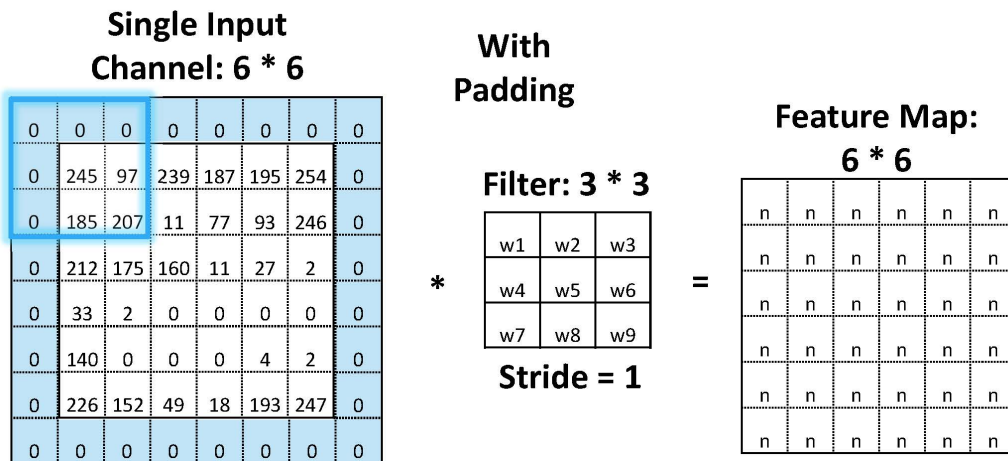 Single Input
Channel: 6 * 6
With
Padding
0 0 0 0 0 0 0 0
0 245 97 239 187 195 254 0
0 185 207 11 77 93 246 0
0 212 175 160 11 27 2 0
0 33 2 0 0 0 0 0
0 140 0 0 0 4 2 0
0 226 152 49 18 193 247 0
0 0 0 0 0 0 0 0
*
Filter: 3 * 3
w1 w2 w3
w4 w5 w6
w7 w8 w9
Stride = 1
=
Feature Map:
6 * 6
n n n n n n
n n n n n n
n n n n n n
n n n n n n
n n n n n n
n n n n n n